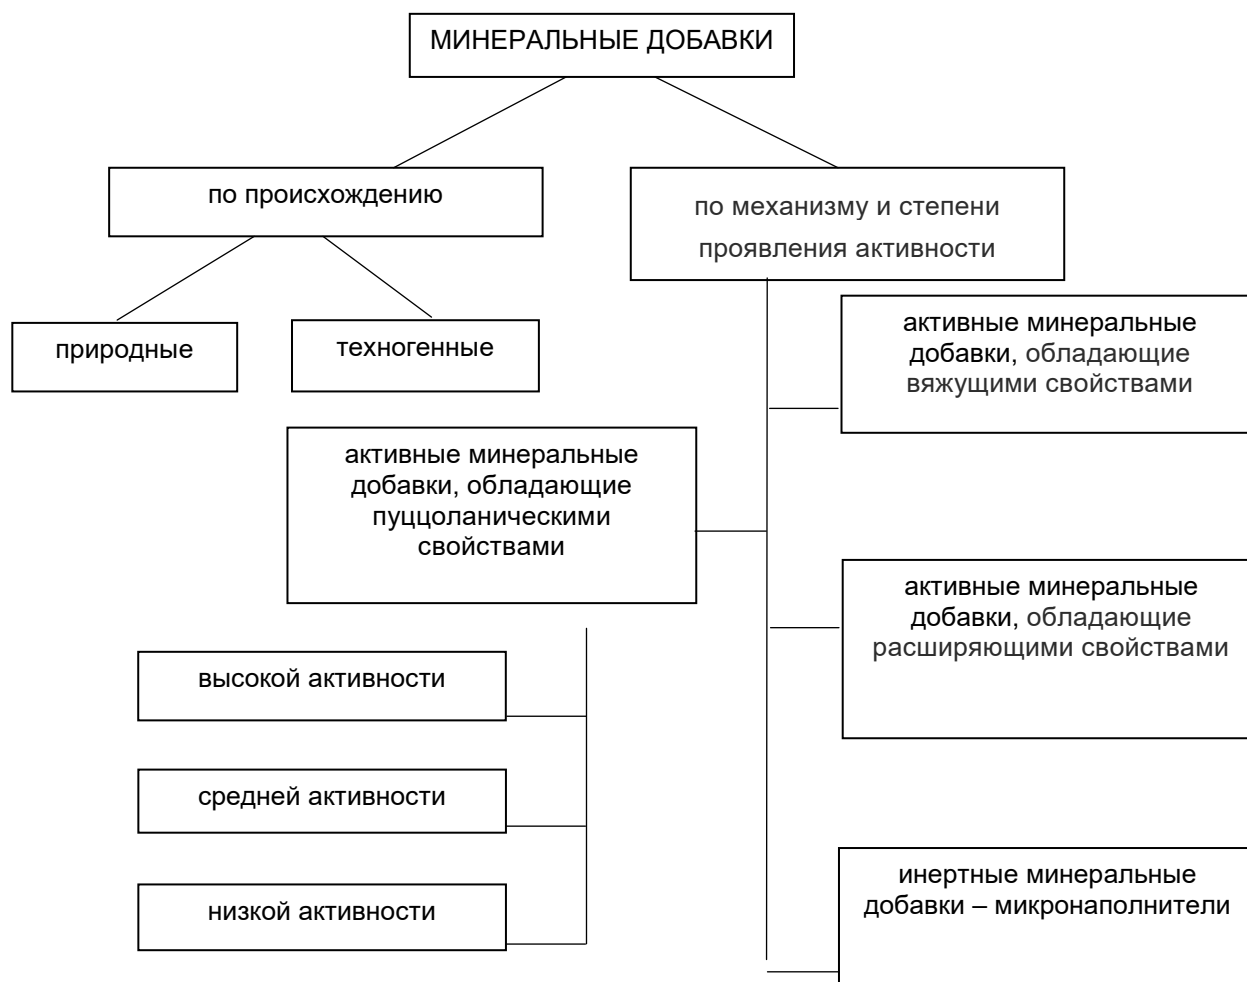 МИНЕРАЛЬНЫЕ ДОБАВКИ
по происхождению
по механизму и степени
проявления активности
природные
техногенные
активные минеральные
добавки, обладающие
вяжущими свойствами
активные минеральные
добавки, обладающие
пуццоланическими
свойствами
активные минеральные
добавки, обладающие
расширяющими свойствами
высокой активности
средней активности
низкой активности
инертные минеральные
добавки – микронаполнители